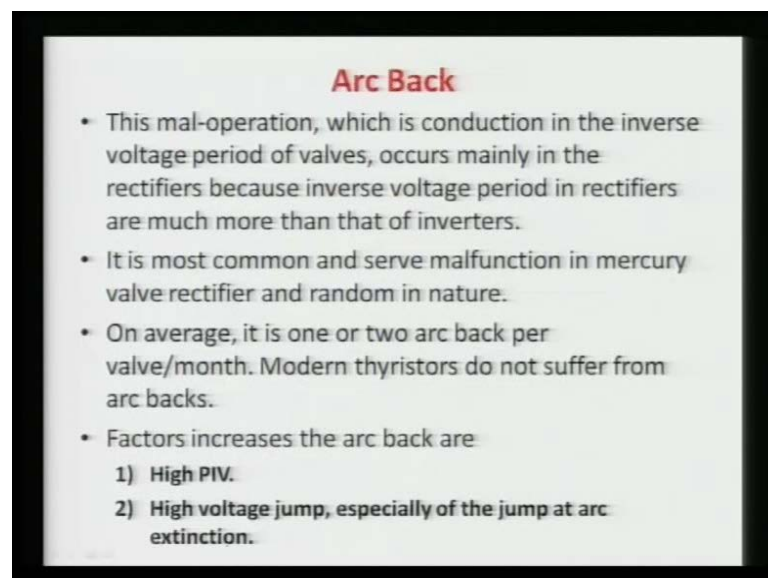 Arc Back
• This mal-operation, which is conduction in the inverse
voltage period of valves, occurs mainly in the
rectifiers because inverse voltage period in rectifiers
are much more than that of inverters.
• It is most common and serve malfunction in mercury
valve rectifier and random in nature.
• On average, it is one or two arc back per
valve/month. Modern thyristors do not suffer from
arc backs.
• Factors increases the arc back are
1) High PIV.
2) High voltage jump, especially of the jump at arc
extinction.